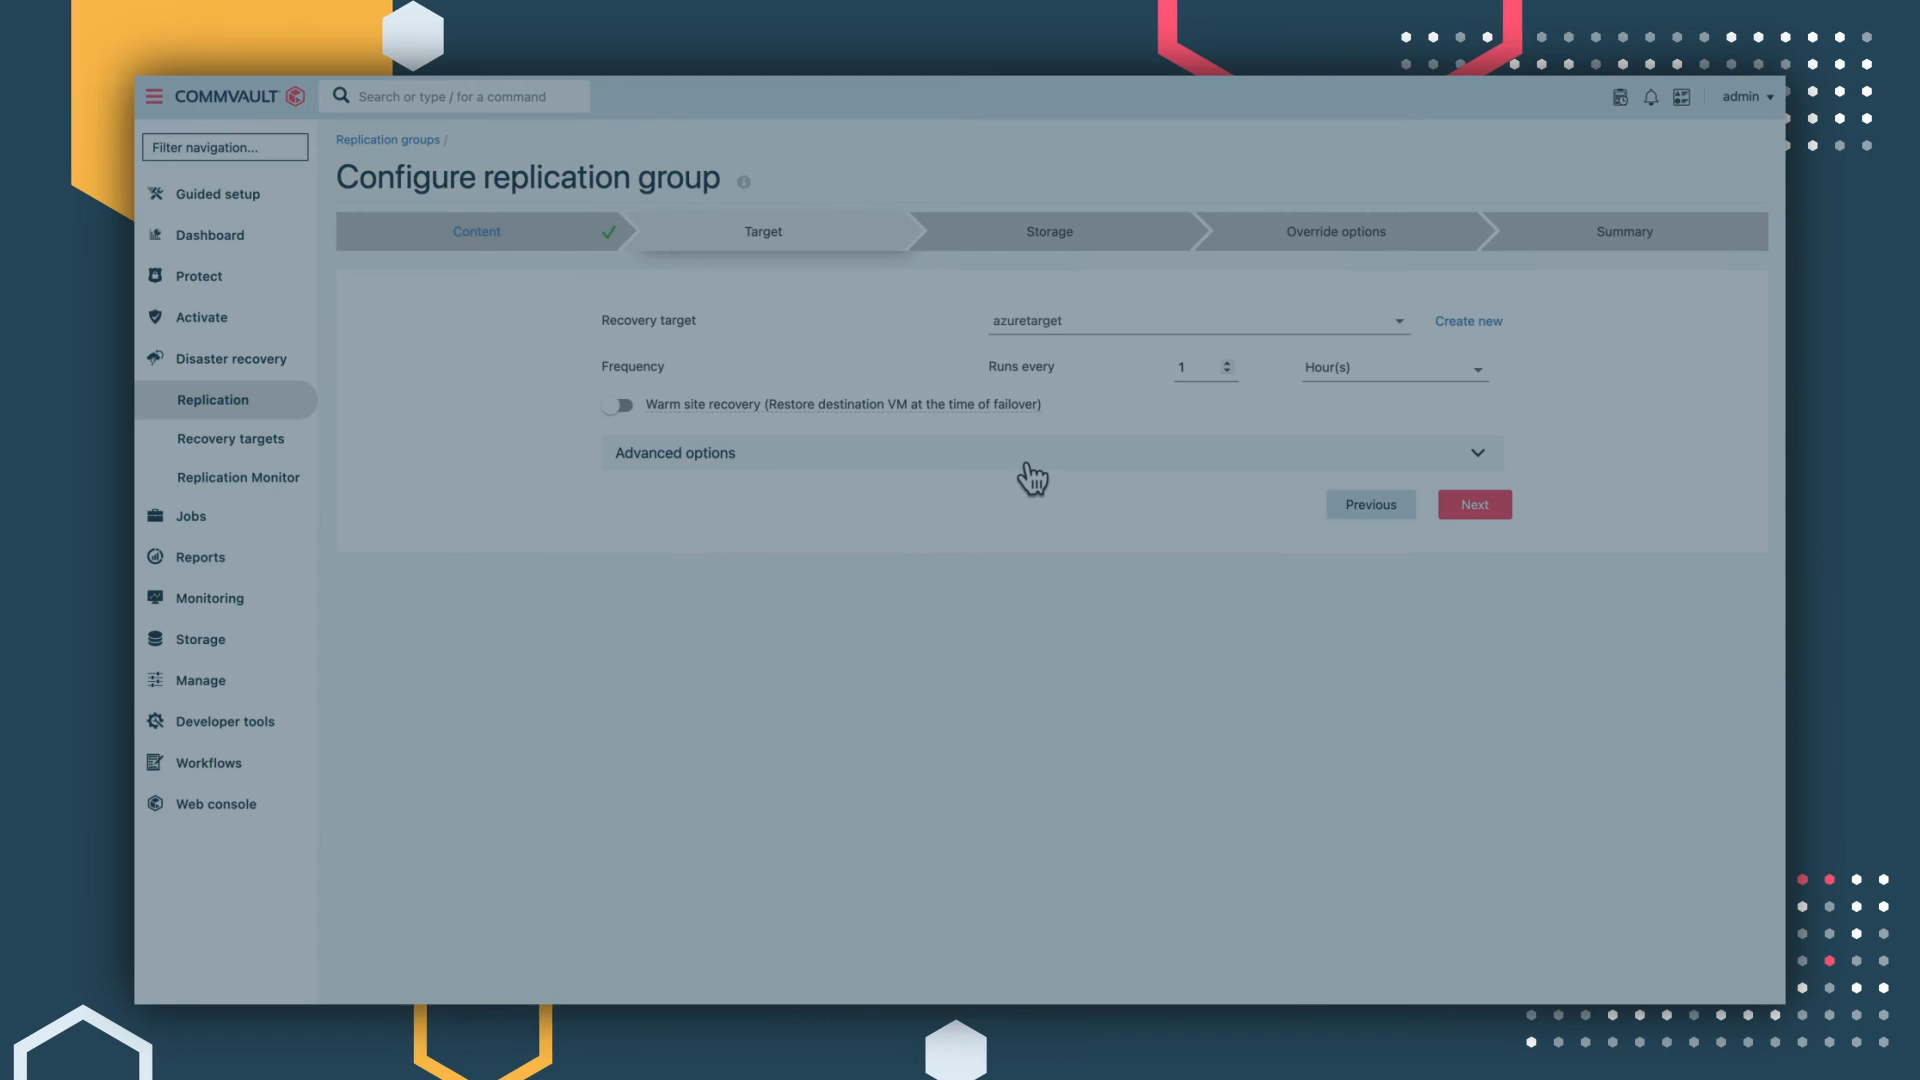 COMMVAULT
Search or type / for a command
admin
Filter navigation...
Guided setup
Dashboard
Protect
Activate
Disaster recovery
Replication
Recovery targets
Replication Monitor
Jobs
Reports
Monitoring
Storage
Manage
Developer tools
Workflows
Web console
Replication groups /
Configure replication group
Content
Target
Storage
Override options
Summary
Recovery target
azuretarget
Create new
Frequency
Runs every
1
Hour(s)
Warm site recovery (Restore destination VM at the time of failover)
Advanced options
Previous
Next